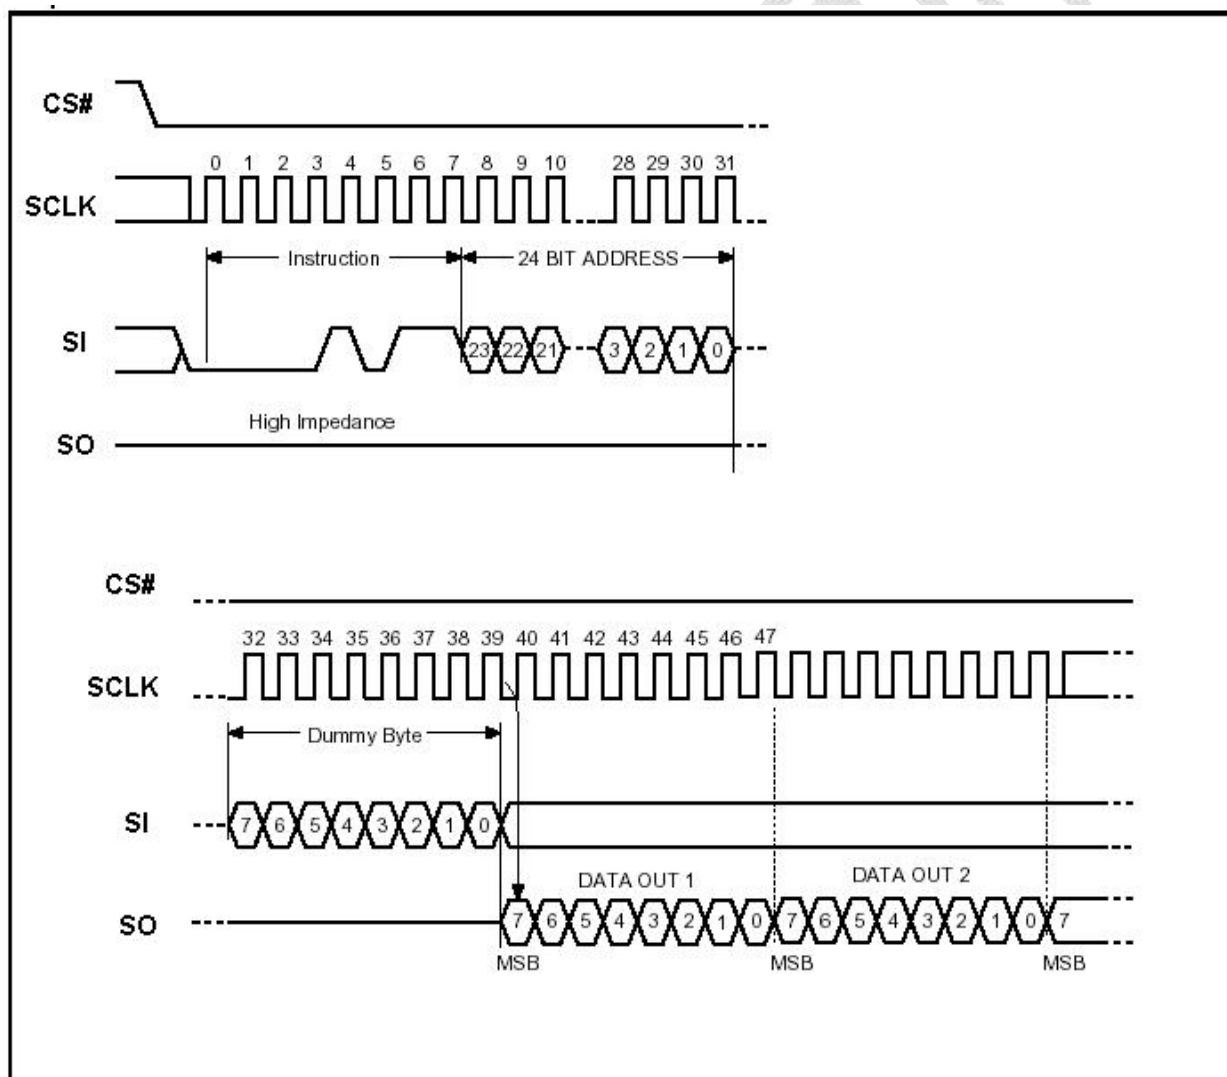 CS#
0 1 2 3 4 5 6 7 8 9 10 28 29 30 31
SCLK
Instruction 24 BIT ADDRESS
SI 23 22 21 3 2 1 0
High Impedance
SO
CS#
32 33 34 35 36 37 38 39 40 41 42 43 44 45 46 47
SCLK
Dummy Byte
SI 7 6 5 4 3 2 1 0
DATA OUT 1 DATA OUT 2
SO 7 6 5 4 3 2 1 0 7 6 5 4 3 2 1 0 7
MSB MSB MSB